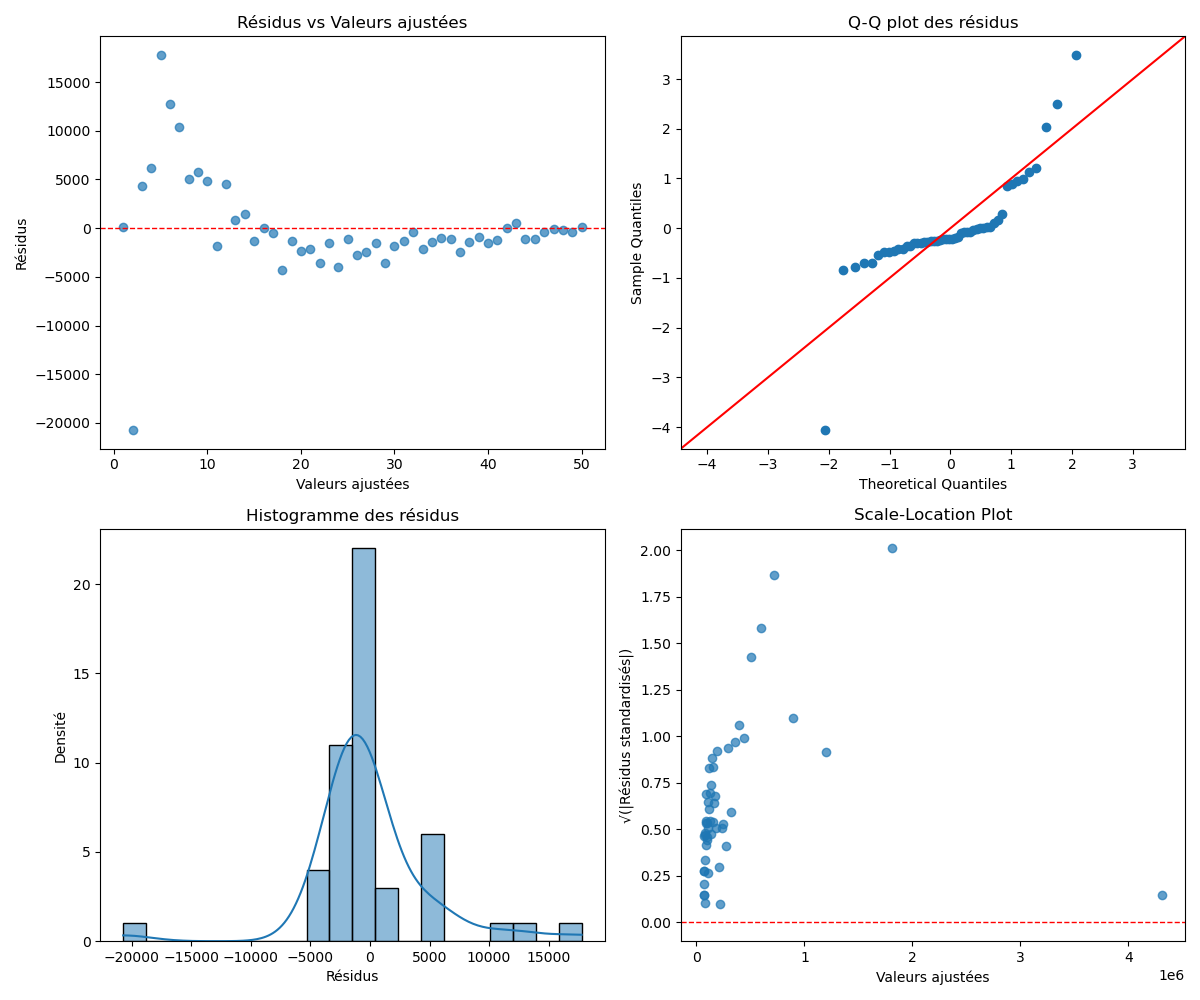 Résidus vs Valeurs ajustées
Résidus
15000
10000
5000
0
−5000
−10000
−15000
−20000
0 10 20 30 40 50
Valeurs ajustées
Q-Q plot des résidus
Sample Quantiles
3
2
1
0
−1
−2
−3
−4
−4 −3 −2 −1 0 1 2 3
Theoretical Quantiles
Histogramme des résidus
Densité
20
15
10
5
0
−20000 −15000 −10000 −5000 0 5000 10000 15000
Résidus
Scale-Location Plot
√(|Résidus standardisés|)
2.00
1.75
1.50
1.25
1.00
0.75
0.50
0.25
0.00
0 1 2 3 4
1e6
Valeurs ajustées